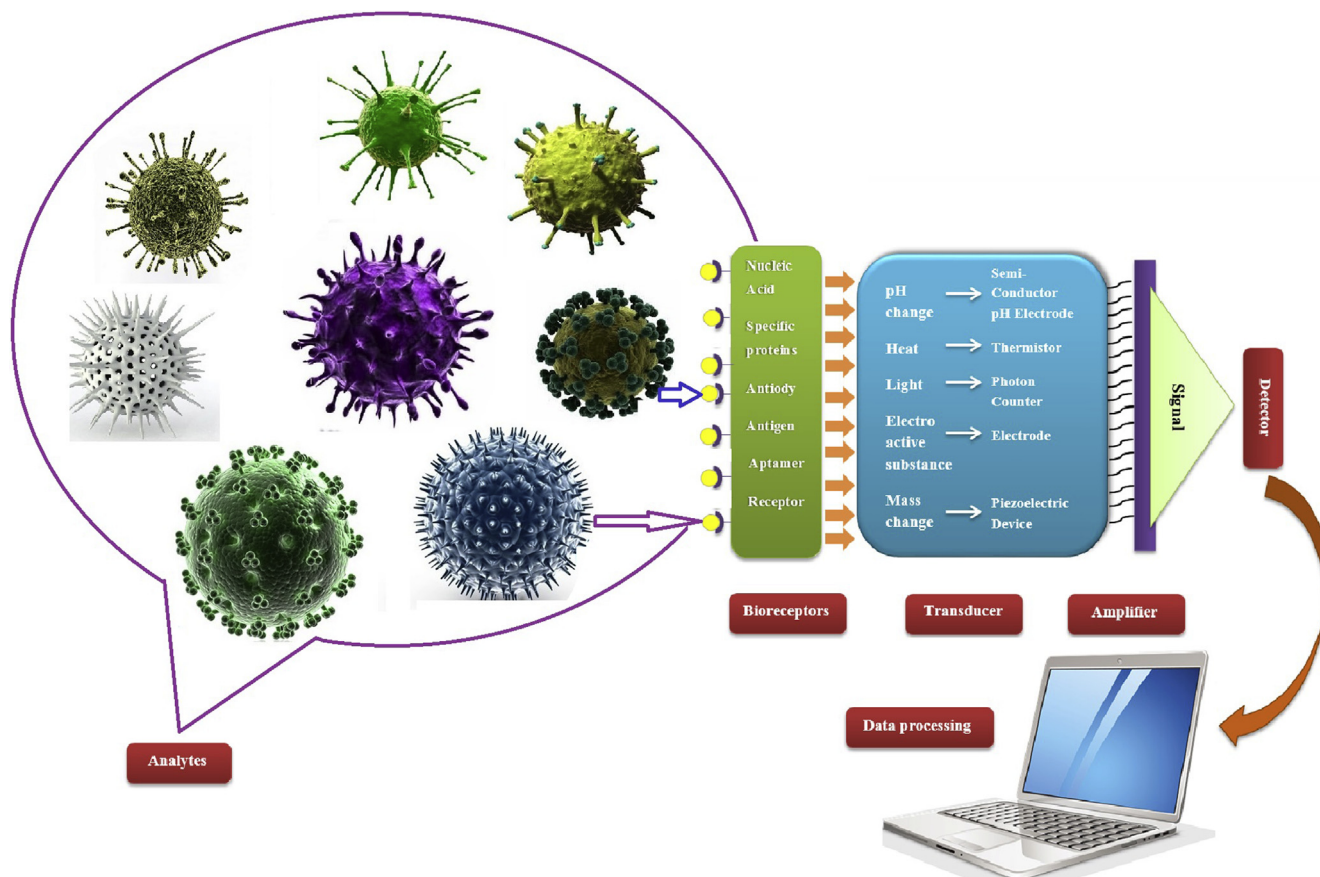 Nucleic
Acid
Specific
proteins
Antiody
Antigen
Aptamer
Receptor
pH
change
Semi-
Conductor
pH Electrode
Heat
Thermistor
Light
Photon
Counter
Electro
active
substance
Electrode
Mass
change
Piezoelectric
Device
Signal
Detector
Bioreceptors
Transducer
Amplifier
Data processing
Analytes